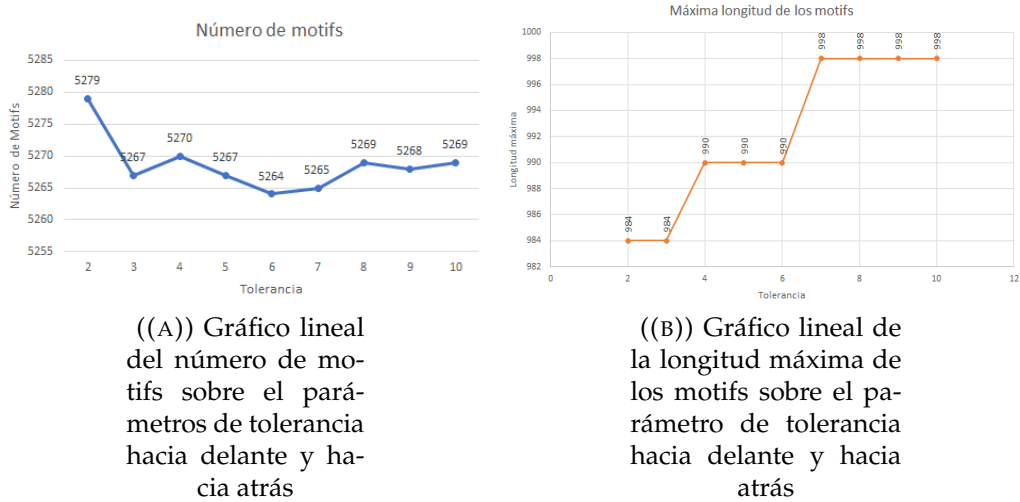 Número de motifs
5285
5280
5275
5270
5265
5260
5255
Número de Motifs
5279
5267
5270
5267
5264
5265
5269
5268
5269
2 3 4 5 6 7 8 9 10
Tolerancia
((A)) Gráfico lineal
del número de mo-
tifs sobre el pará-
metros de tolerancia
hacia delante y ha-
cia atrás
Máxima longitud de los motifs
1000
998
996
994
992
990
988
986
984
982
Longitud máxima
984
984
990
990
990
998
998
998
998
0 2 4 6 8 10 12
Tolerancia
((B)) Gráfico lineal de
la longitud máxima de
los motifs sobre el pa-
rámetro de tolerancia
hacia delante y hacia
atrás